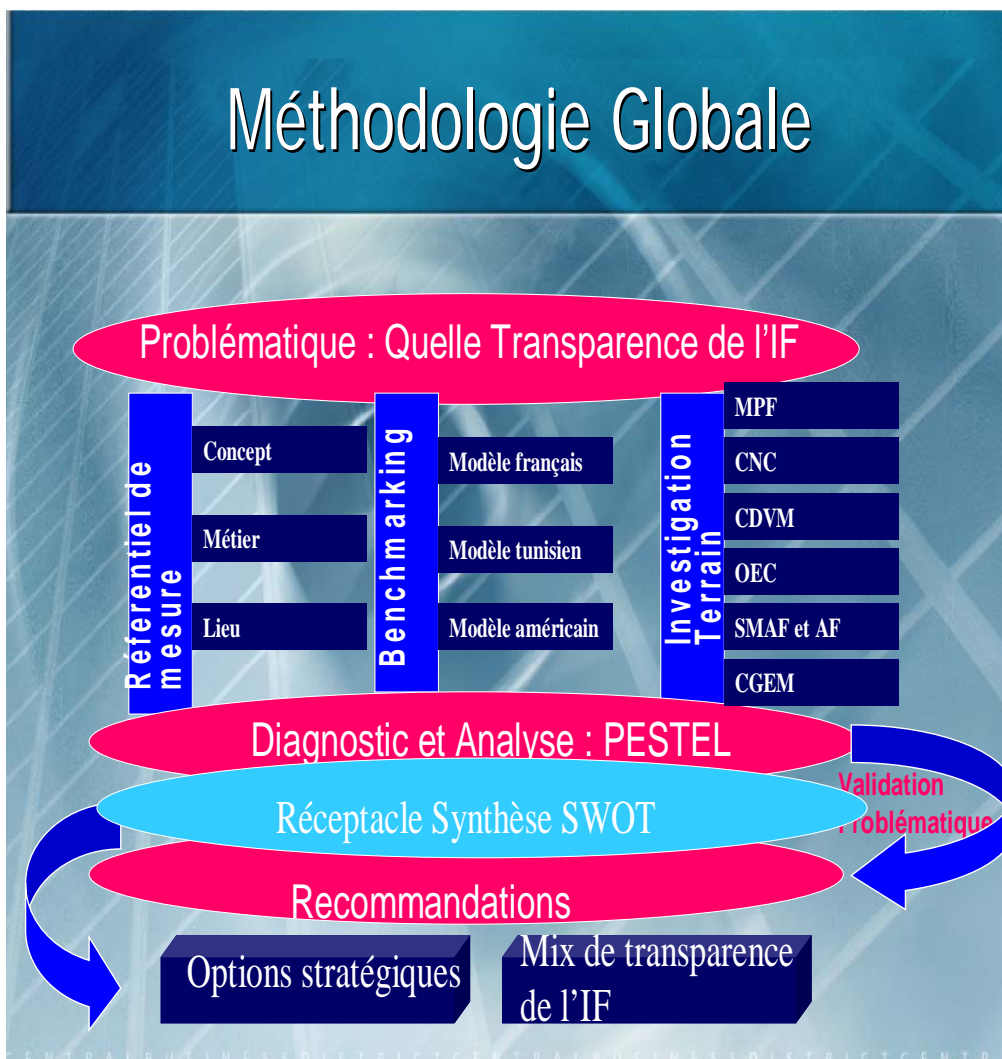 Méthodologie Globale
Problématique : Quelle Transparence de l'IF
Réferentiel de
mesure
Concept
Métier
Lieu
Benchmarking
Modèle français
Modèle tunisien
Modèle américain
Investigation
Terrain
MPF
CNC
CDVM
OEC
SMAF et AF
CGEM
Diagnostic et Analyse : PESTEL
Validation
Problématique
Réceptacle Synthèse SWOT
Recommandations
Options stratégiques
Mix de transparence
de l'IF